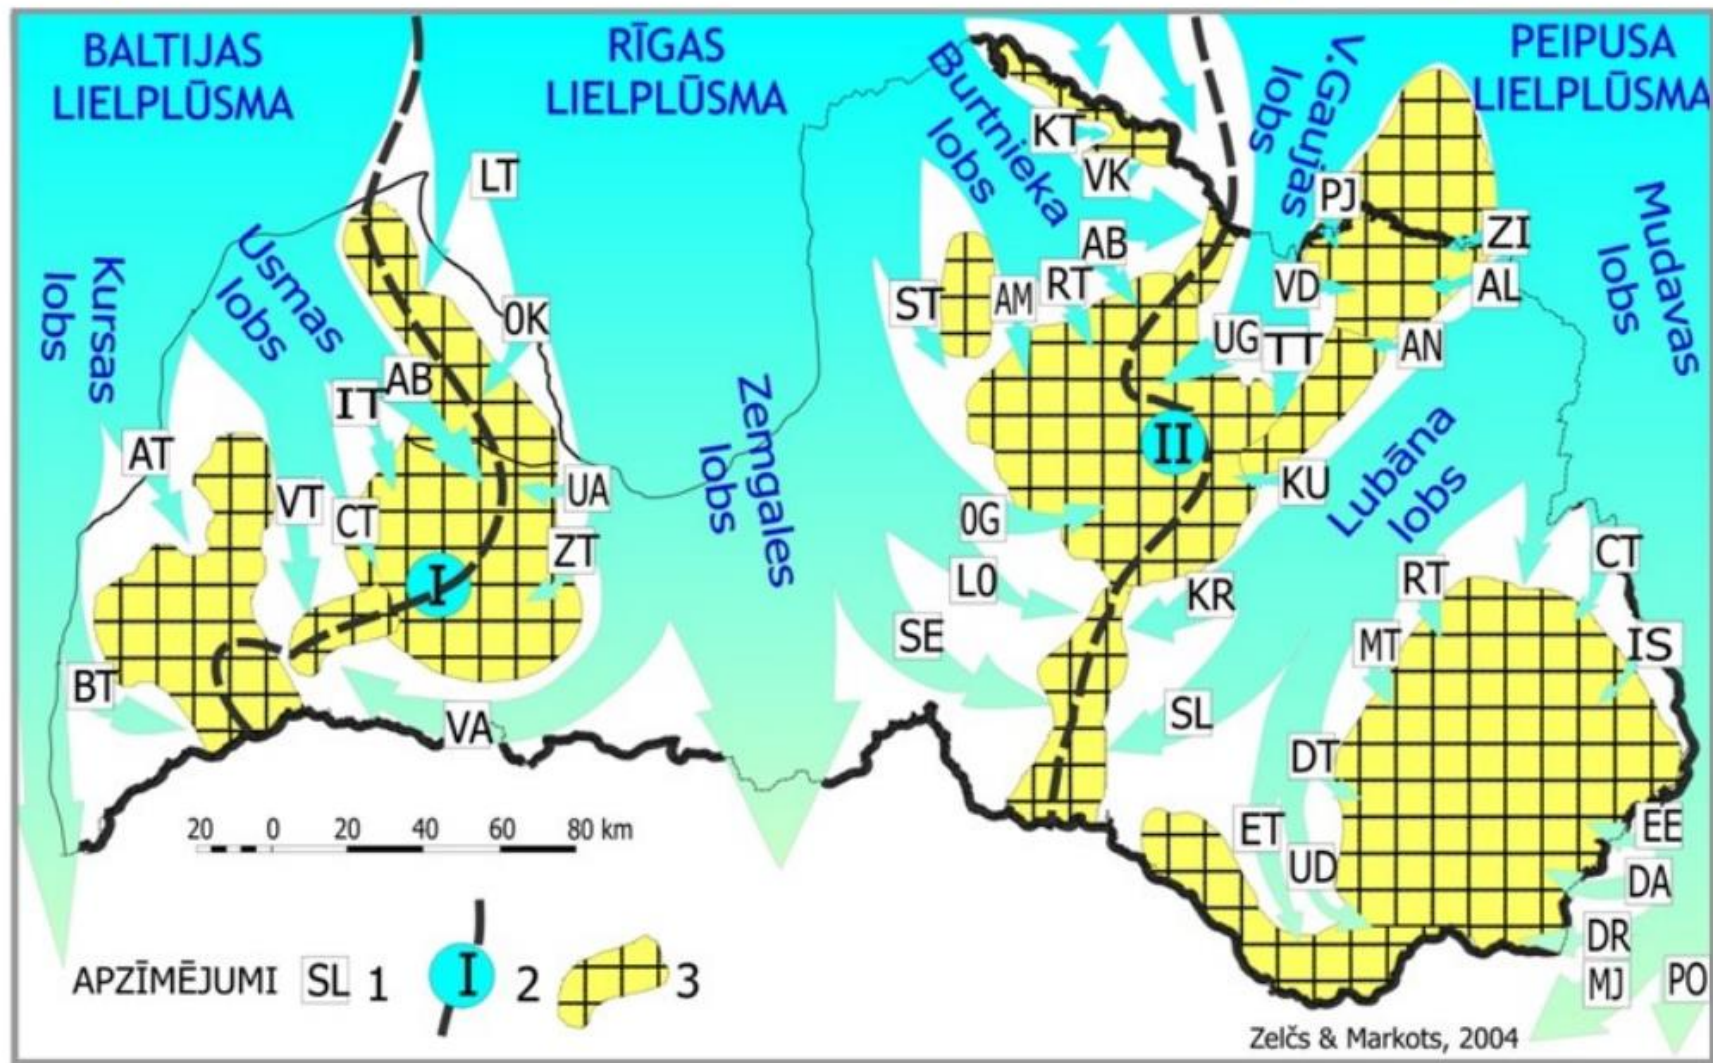 BALTIJAS
LIELPLŪSMA
RĪGAS
LIELPLŪSMA
PEIPUSA
LIELPLŪSMA
Burtnieka
lobs
V.Gaujas
lobs
Mudavas
lobs
Kursas
lobs
Usmas
lobs
Zemgales
lobs
Lubāna
lobs
LT
0K
AB
IT
AT
VT
CT
UA
ZT
BT
VA
I
KT
VK
AB
RT
AM
ST
PJ
ZI
VD
AL
UG
TT
AN
II
KU
0G
LO
SE
KR
SL
CT
RT
MT
IS
DT
ET
UD
EE
DA
DR
MJ
PO
20 0 20 40 60 80 km
APZĪMĒJUMI SL 1 I 2 3
Zelčs & Markots, 2004